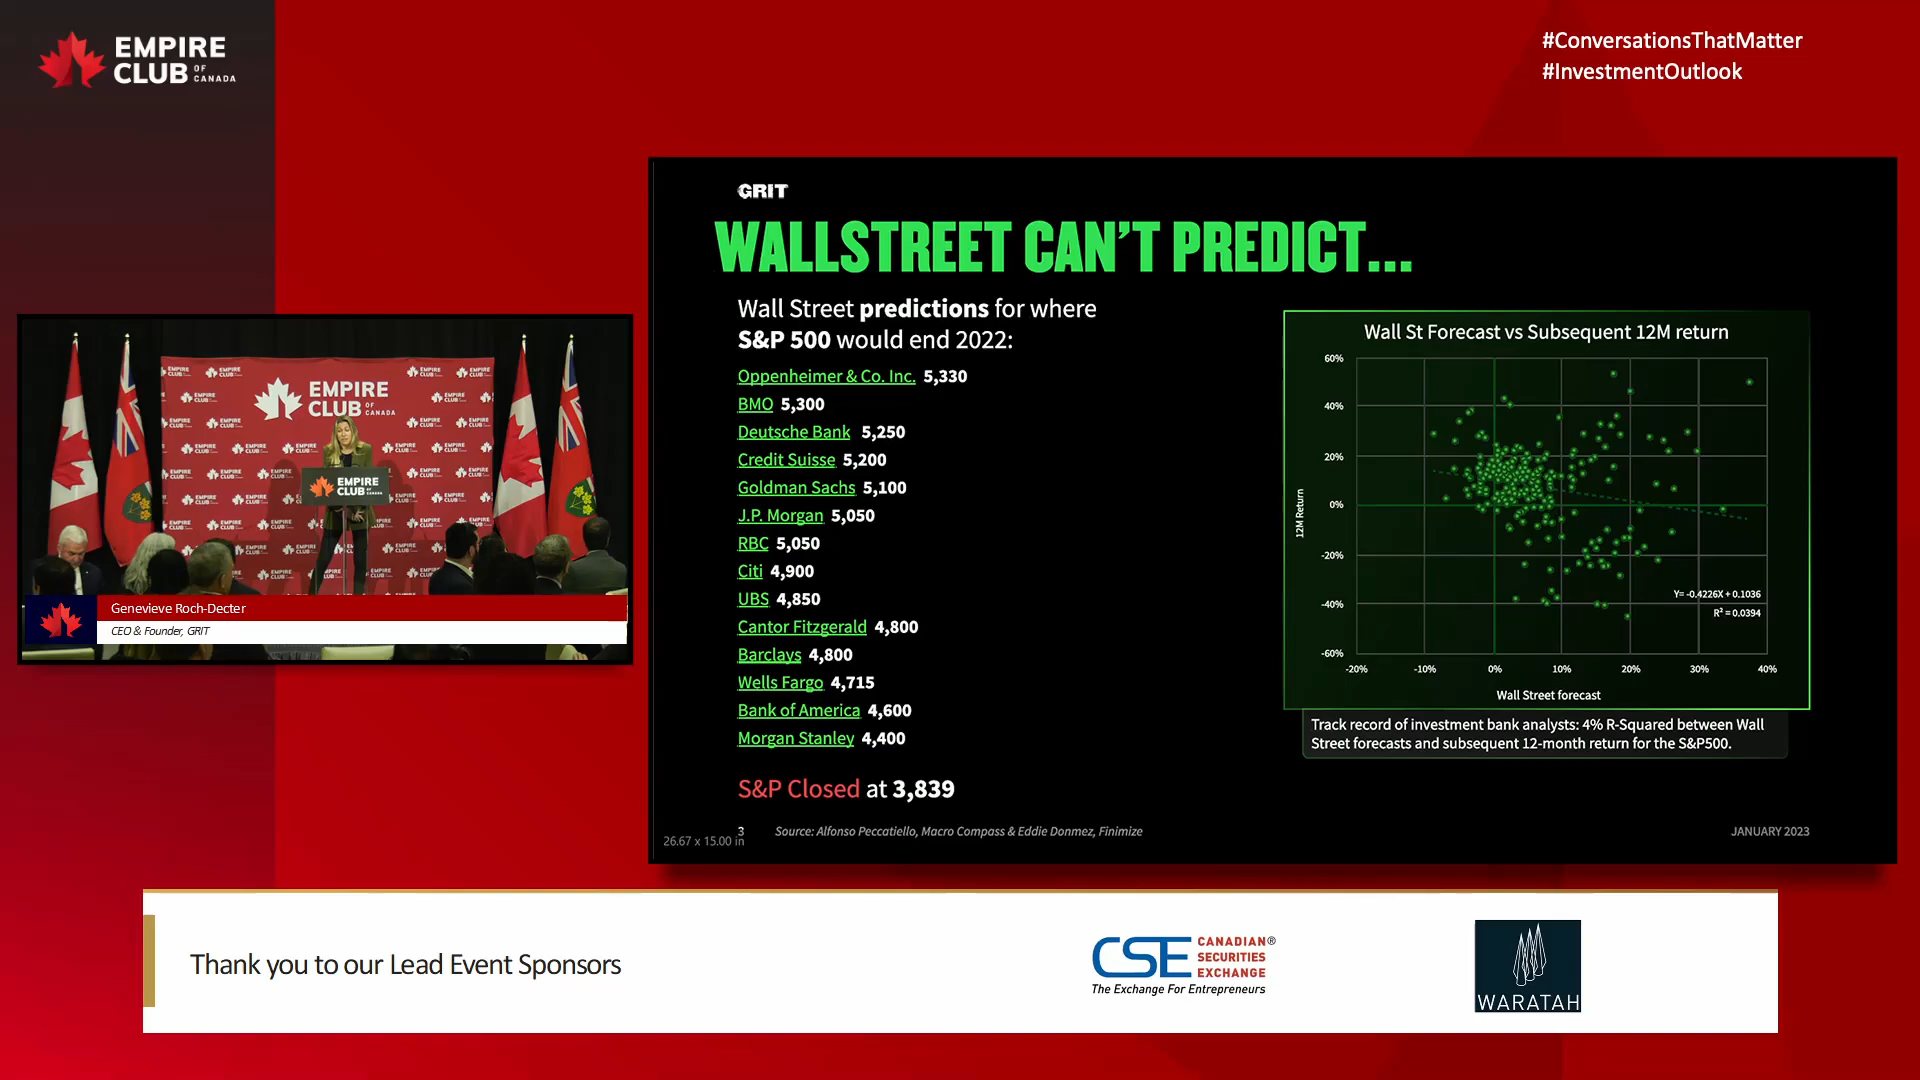 EMPIRE
CLUB OF CANADA
#ConversationsThatMatter
#InvestmentOutlook
EMPIRE
CLUB OF CANADA
EMPIRE
CLUB OF CANADA
Genevieve Roch-Decter
CEO & Founder, GRIT
GRIT
WALLSTREET CAN'T PREDICT...
Wall Street predictions for where
S&P 500 would end 2022:
Oppenheimer & Co. Inc. 5,330
BMO 5,300
Deutsche Bank 5,250
Credit Suisse 5,200
Goldman Sachs 5,100
J.P. Morgan 5,050
RBC 5,050
Citi 4,900
UBS 4,850
Cantor Fitzgerald 4,800
Barclays 4,800
Wells Fargo 4,715
Bank of America 4,600
Morgan Stanley 4,400
S&P Closed at 3,839
Wall St Forecast vs Subsequent 12M return
60%
40%
20%
0%
-20%
-40%
-60%
12M Return
Y= -0.4226X + 0.1036
R² = 0.0394
-20% -10% 0% 10% 20% 30% 40%
Wall Street forecast
Track record of investment bank analysts: 4% R-Squared between Wall
Street forecasts and subsequent 12-month return for the S&P500.
3
Source: Alfonso Peccatiello, Macro Compass & Eddie Donmez, Finimize
JANUARY 2023
26.67 x 15.00 in
Thank you to our Lead Event Sponsors
CSE CANADIAN®
SECURITIES
EXCHANGE
The Exchange For Entrepreneurs
WARATAH